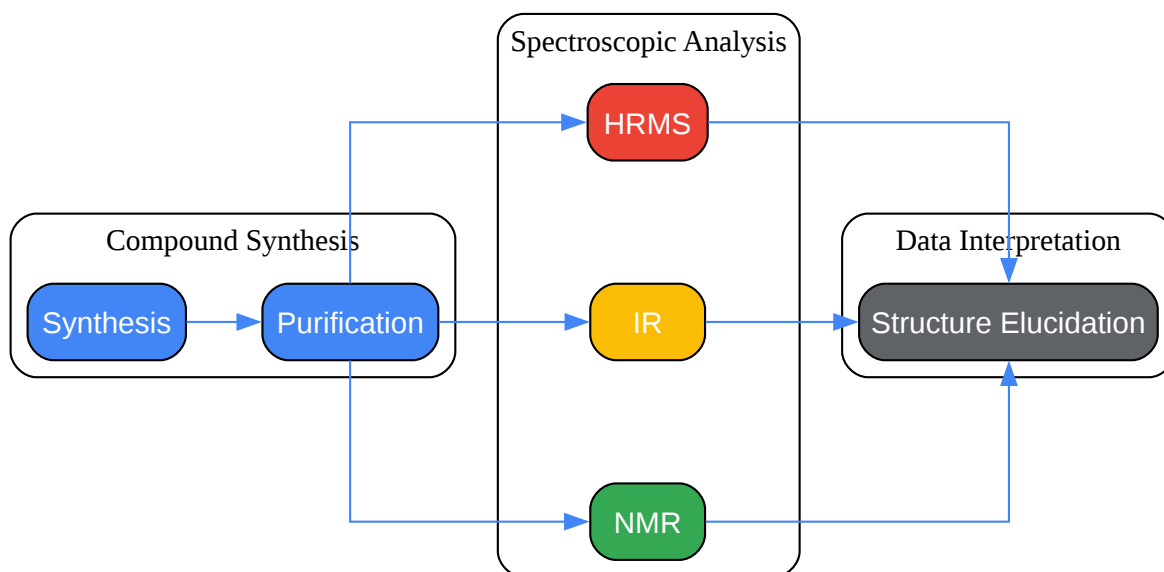 Spectroscopic Analysis
HRMS
Compound Synthesis
Data Interpretation
Synthesis
Purification
IR
Structure Elucidation
NMR